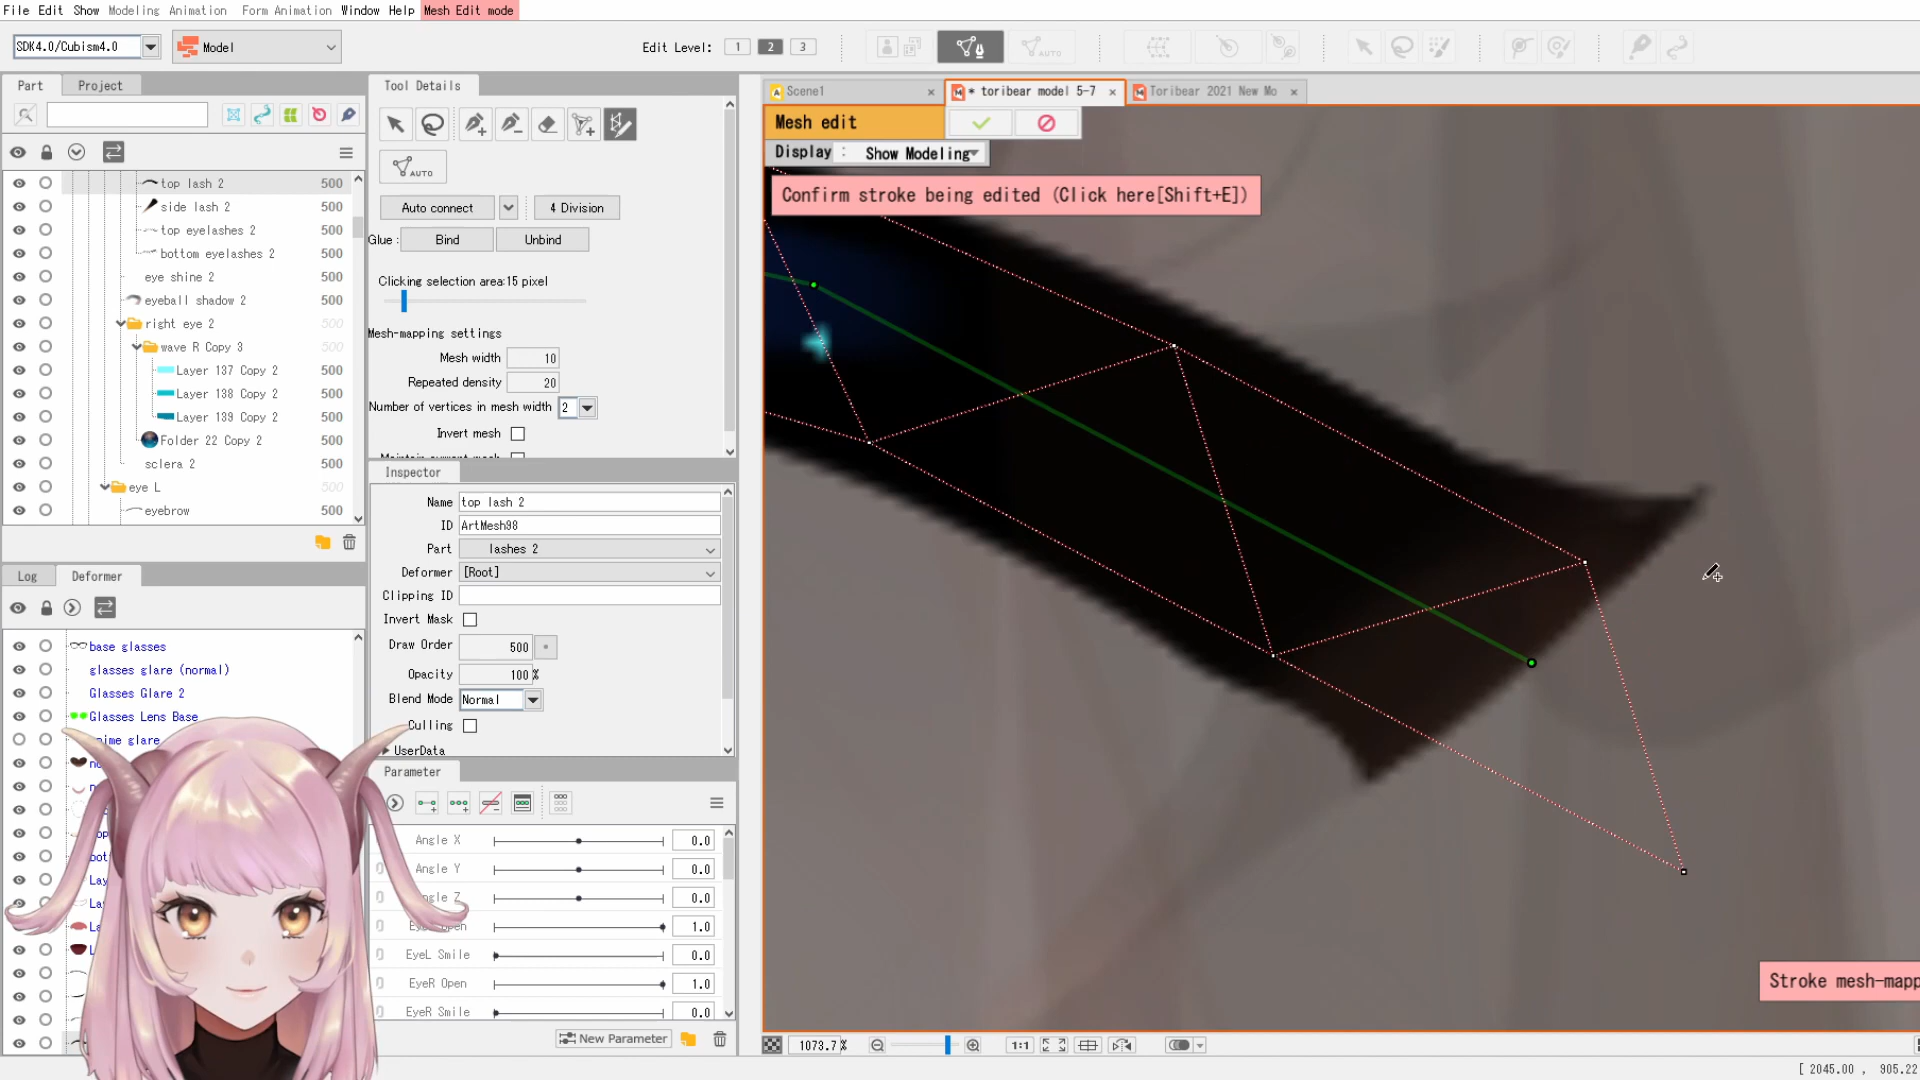 File Edit Show Modeling Animation Form Animation Window Help Mesh Edit mode
SDK4.0/Cubism4.0
Model
Edit Level: 1 2 3
AUTO
Part Project
Tool Details
Scene1
* toribear model 5-7
Toribear 2021 New Mo
Mesh edit
Display : Show Modeling
Confirm stroke being edited (Click here[Shift+E])
top lash 2 500
side lash 2 500
top eyelashes 2 500
bottom eyelashes 2 500
eye shine 2 500
eyeball shadow 2 500
right eye 2 500
wave R Copy 3 500
Layer 137 Copy 2 500
Layer 138 Copy 2 500
Layer 139 Copy 2 500
Folder 22 Copy 2 500
sclera 2 500
eye L 500
eyebrow 500
AUTO
Auto connect
4 Division
Glue : Bind Unbind
Clicking selection area:15 pixel
Mesh-mapping settings
Mesh width 10
Repeated density 20
Number of vertices in mesh width 2
Invert mesh
Inspector
Name top lash 2
ID ArtMesh98
Part lashes 2
Deformer [Root]
Clipping ID
Invert Mask
Draw Order 500
Opacity 100 %
Blend Mode Normal
Culling
UserData
Log Deformer
base glasses
glasses glare (normal)
Glasses Glare 2
Glasses Lens Base
ime glare
Parameter
Angle X 0.0
Angle Y 0.0
gle Z 0.0
pen 1.0
EyeL Smile 0.0
EyeR Open 1.0
EyeR Smile 0.0
New Parameter
Stroke mesh-mapp
1073.7 %
1:1
[ 2045.00 , 905.22